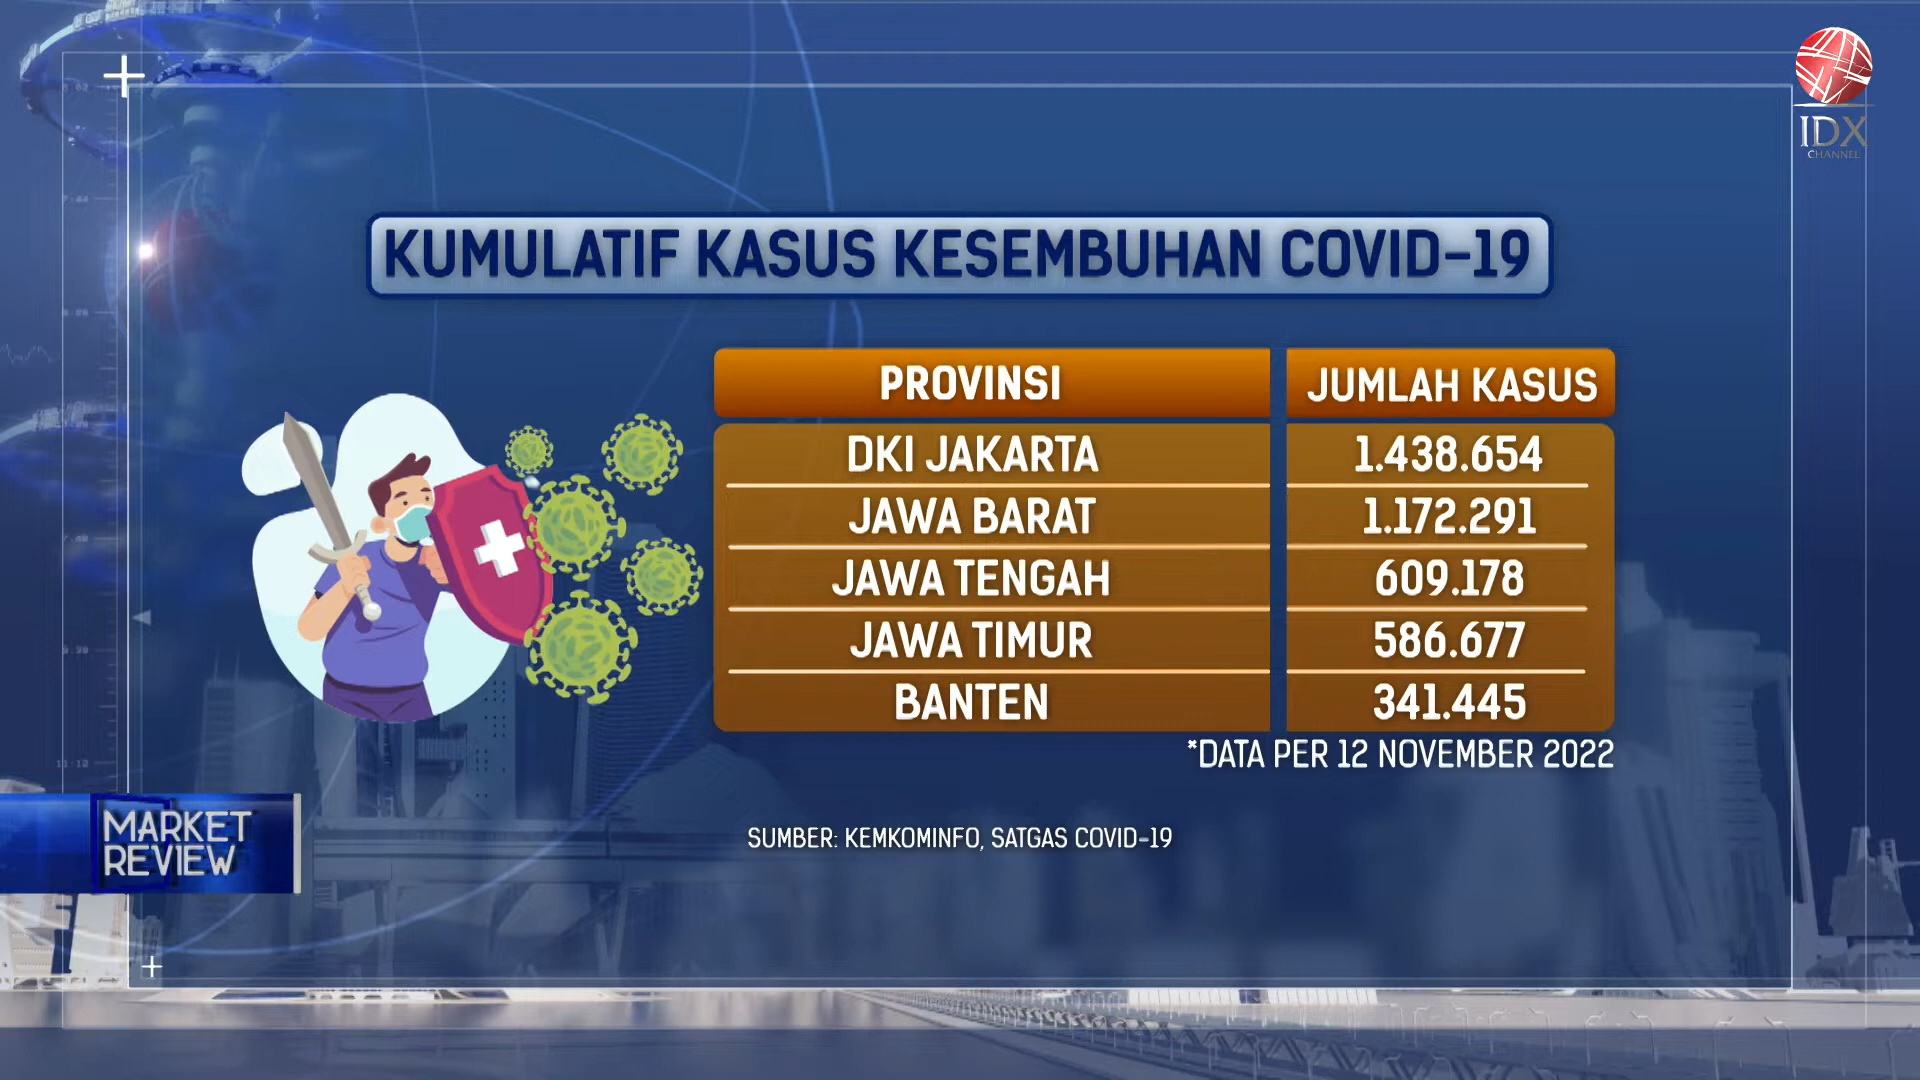 IDX
CHANNEL
KUMULATIF KASUS KESEMBUHAN COVID-19
PROVINSI JUMLAH KASUS
DKI JAKARTA 1.438.654
JAWA BARAT 1.172.291
JAWA TENGAH 609.178
JAWA TIMUR 586.677
BANTEN 341.445
*DATA PER 12 NOVEMBER 2022
MARKET
REVIEW
SUMBER: KEMKOMINFO, SATGAS COVID-19